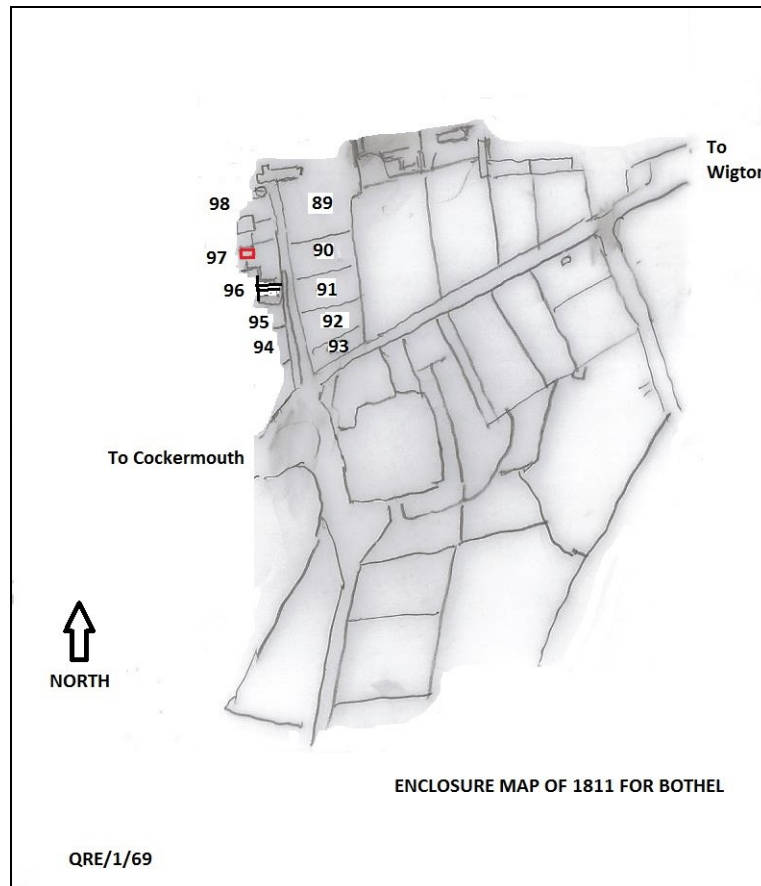 To
Wigton
98
89
97
90
96
91
95
92
94
93
To Cockermouth
NORTH
ENCLOSURE MAP OF 1811 FOR BOTHEL
QRE/1/69